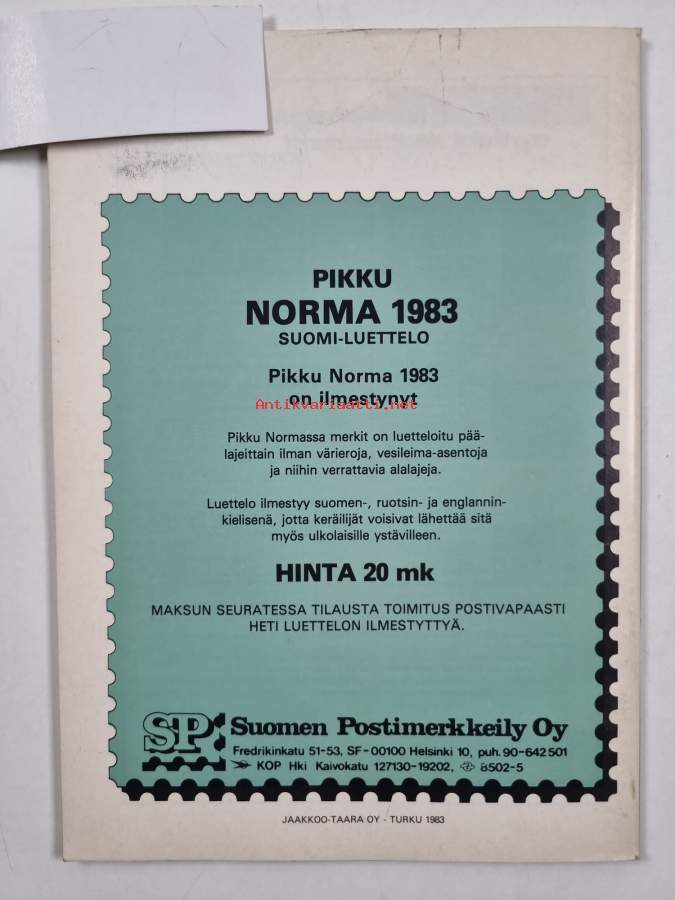 PIKKU
NORMA 1983
SUOMI-LUETTELO
Pikku Norma 1983
on ilmestynyt
Antikvariaatti.net
Pikku Normassa merkit on luetteloitu pää-
lajeittain ilman värieroja, vesileima-asentoja
ja niihin verrattavia alalajeja.
Luettelo ilmestyy suomen-, ruotsin- ja englannin-
kielisenä, jotta keräilijät voisivat lähettää sitä
myös ulkolaisille ystävilleen.
HINTA 20 mk
MAKSUN SEURATESSA TILAUSTA TOIMITUS POSTIVAPAASTI
HETI LUETTELON ILMESTYTTYÄ.
SP Suomen Postimerkkeily Oy
Fredrikinkatu 51-53, SF-00100 Helsinki 10, puh. 90-642 501
KOP Hki Kaivokatu 127130-19202, 8502-5
JAAKKOO-TAARA OY - TURKU 1983